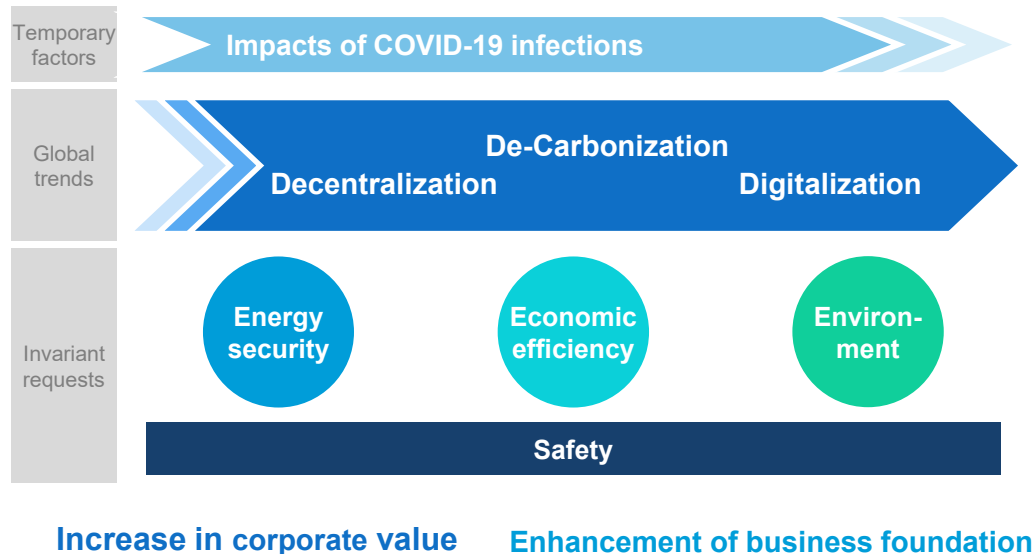 Temporary
factors
Impacts of COVID-19 infections
Global
trends
De-Carbonization
Decentralization
Digitalization
Invariant
requests
Energy
security
Economic
efficiency
Environ-
ment
Safety
Increase in corporate value
Enhancement of business foundation